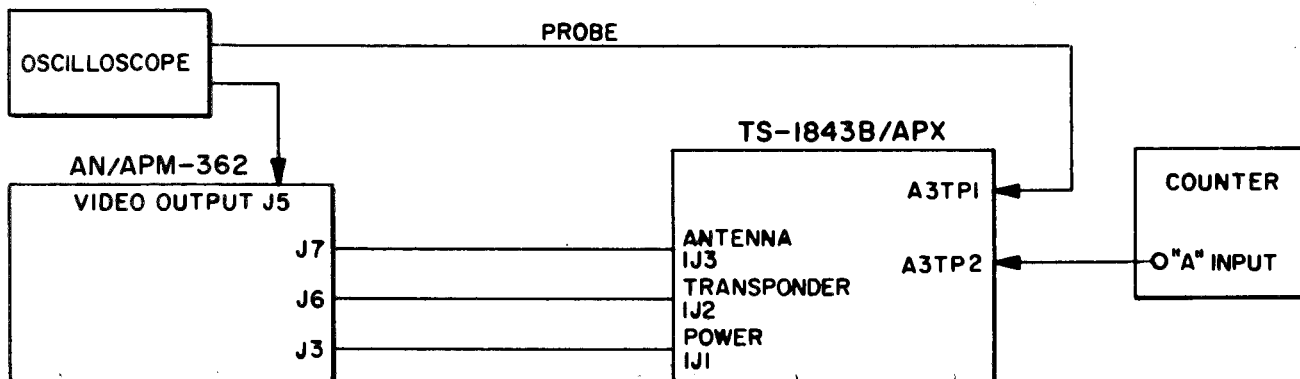 PROBE
OSCILLOSCOPE
AN/APM-362
VIDEO OUTPUT J5
J7
J6
J3
TS-1843B/APX
A3TP1
ANTENNA
1J3
A3TP2
TRANSPONDER
1J2
POWER
1J1
COUNTER
"A" INPUT